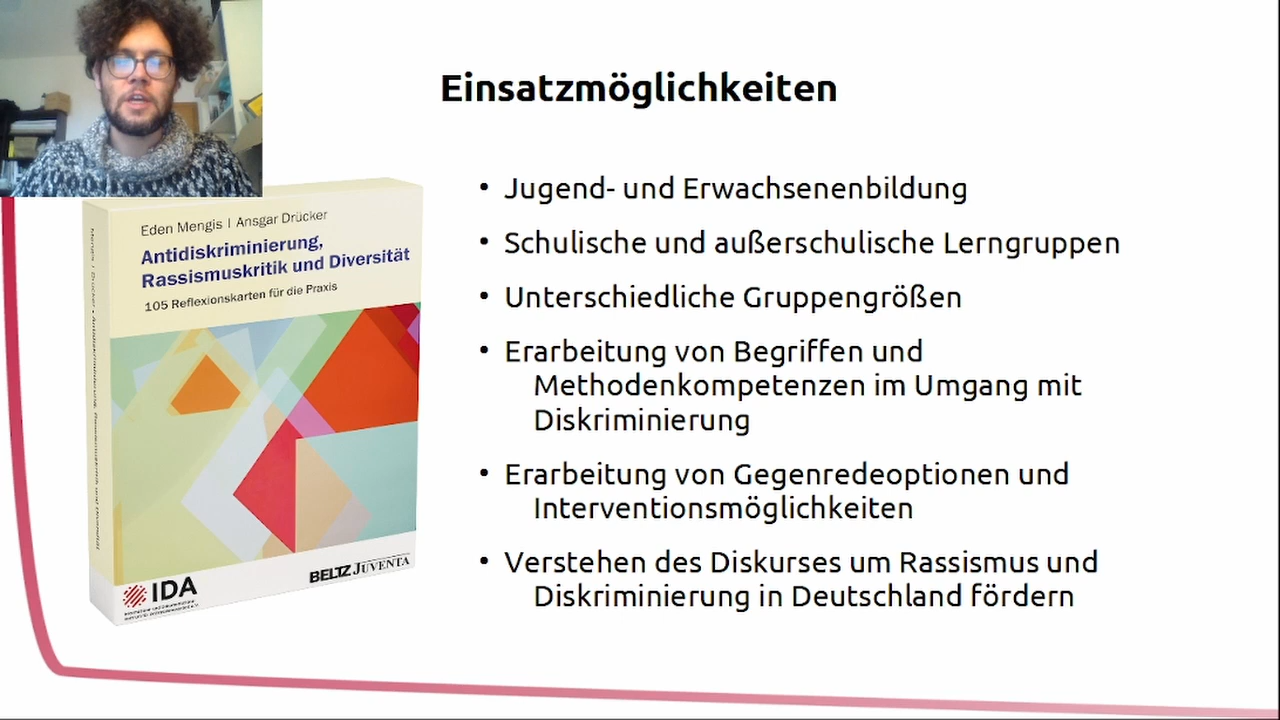 Einsatzmöglichkeiten
• Jugend- und Erwachsenenbildung
• Schulische und außerschulische Lerngruppen
• Unterschiedliche Gruppengrößen
• Erarbeitung von Begriffen und
Methodenkompetenzen im Umgang mit
Diskriminierung
• Erarbeitung von Gegenredeoptionen und
Interventionsmöglichkeiten
• Verstehen des Diskurses um Rassismus und
Diskriminierung in Deutschland fördern
Eden Mengis | Ansgar Drücker
Antidiskriminierung,
Rassismuskritik und Diversität
105 Reflexionskarten für die Praxis
IDA
BELTZ JUVENTA